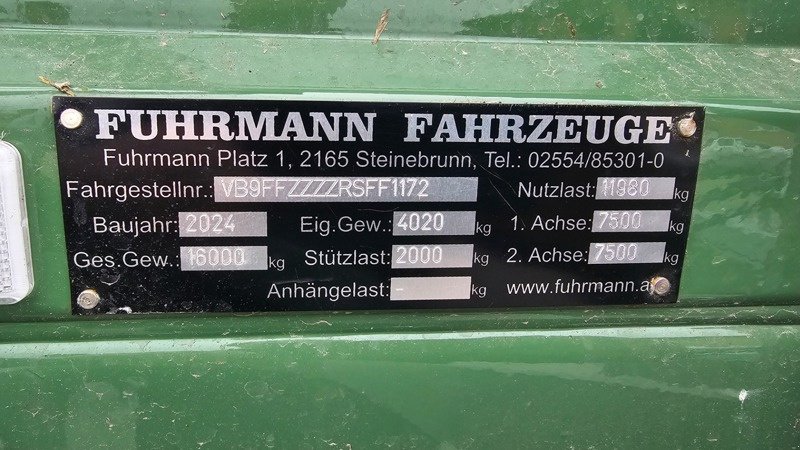 FUHRMANN FAHRZEUGE
Fuhrmann Platz 1, 2165 Steinebrunn, Tel.: 02554/85301-0
Fahrgestellnr.: VB9FFZZZZRSFF1172 Nutzlast: 11980 kg
Baujahr: 2024 Eig.Gew.: 4020 kg 1. Achse: 7500 kg
Ges.Gew.: 16000 kg Stützlast: 2000 kg 2. Achse: 7500 kg
Anhängelast: - kg www.fuhrmann.a